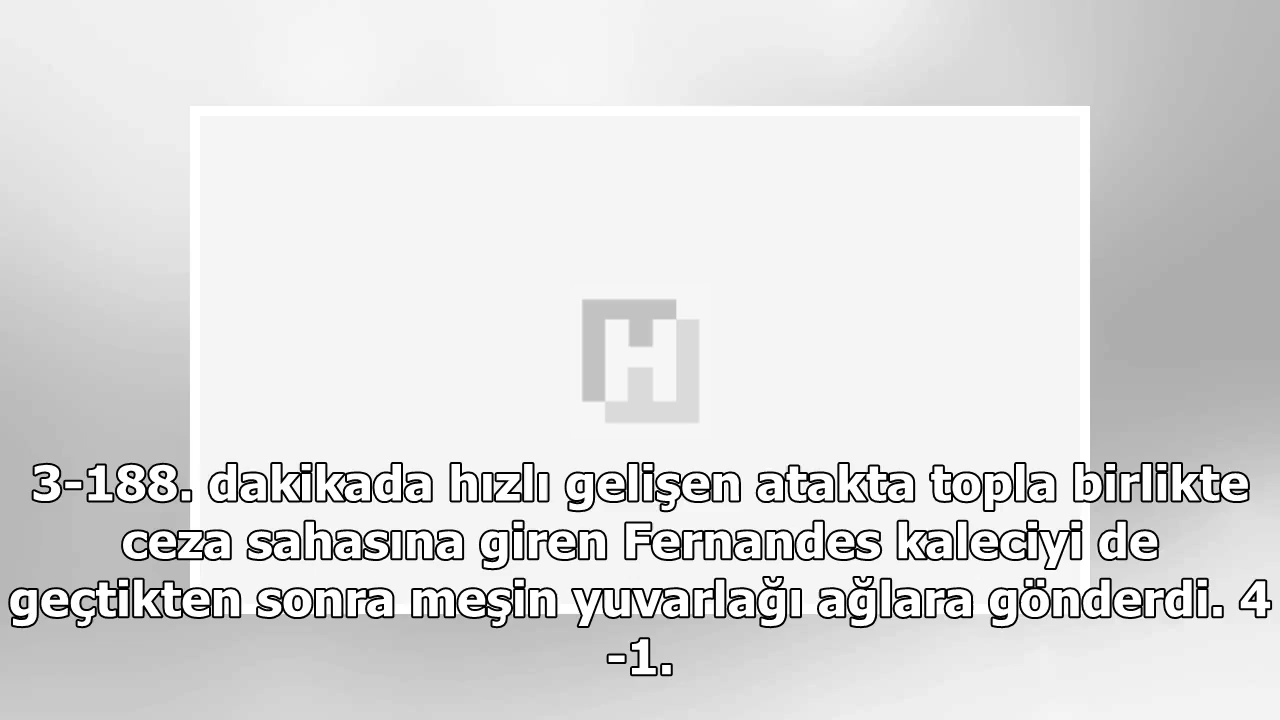 H
3-188. dakikada hızlı gelişen atakta topla birlikte
ceza sahasına giren Fernandes kaleciyi de
geçtikten sonra meşin yuvarlağı ağlara gönderdi. 4
-1.